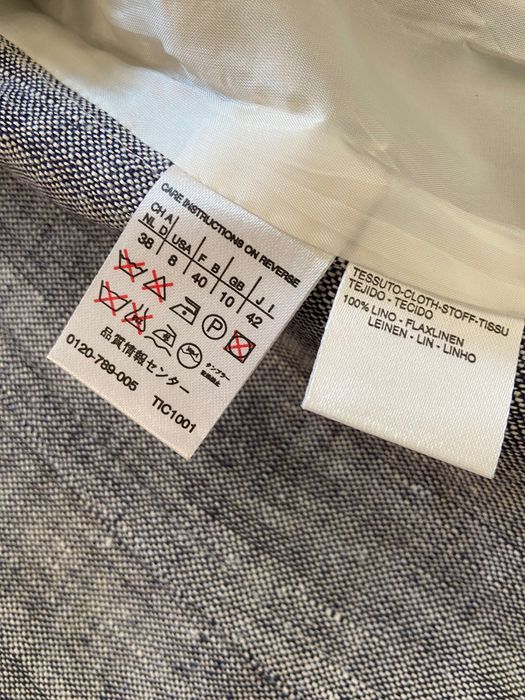 CARE INSTRUCTIONS ON REVERSE
CH A
NL D USA F B GB J I
38 8 40 10 42
P
タンブラー
品質情報センター
0120-789-005 TIC1001
TESSUTO-CLOTH-STOFF-TISSU
TEJIDO - TECIDO
100% LINO - FLAXLINEN
LEINEN - LIN - LINHO